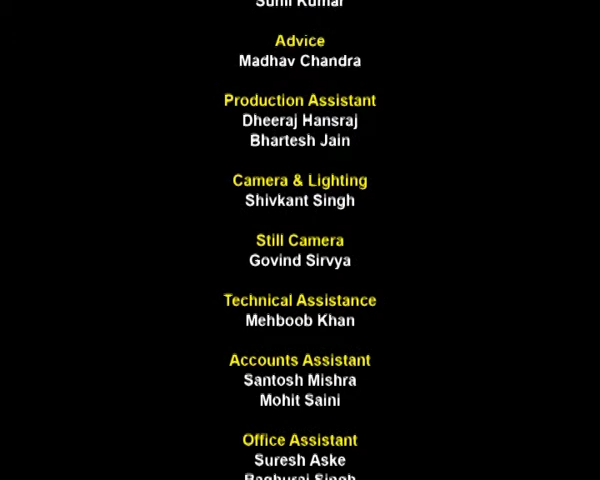 Sunil Kumar
Advice
Madhav Chandra
Production Assistant
Dheeraj Hansraj
Bhartesh Jain
Camera & Lighting
Shivkant Singh
Still Camera
Govind Sirvya
Technical Assistance
Mehboob Khan
Accounts Assistant
Santosh Mishra
Mohit Saini
Office Assistant
Suresh Aske
Raghuraj Singh